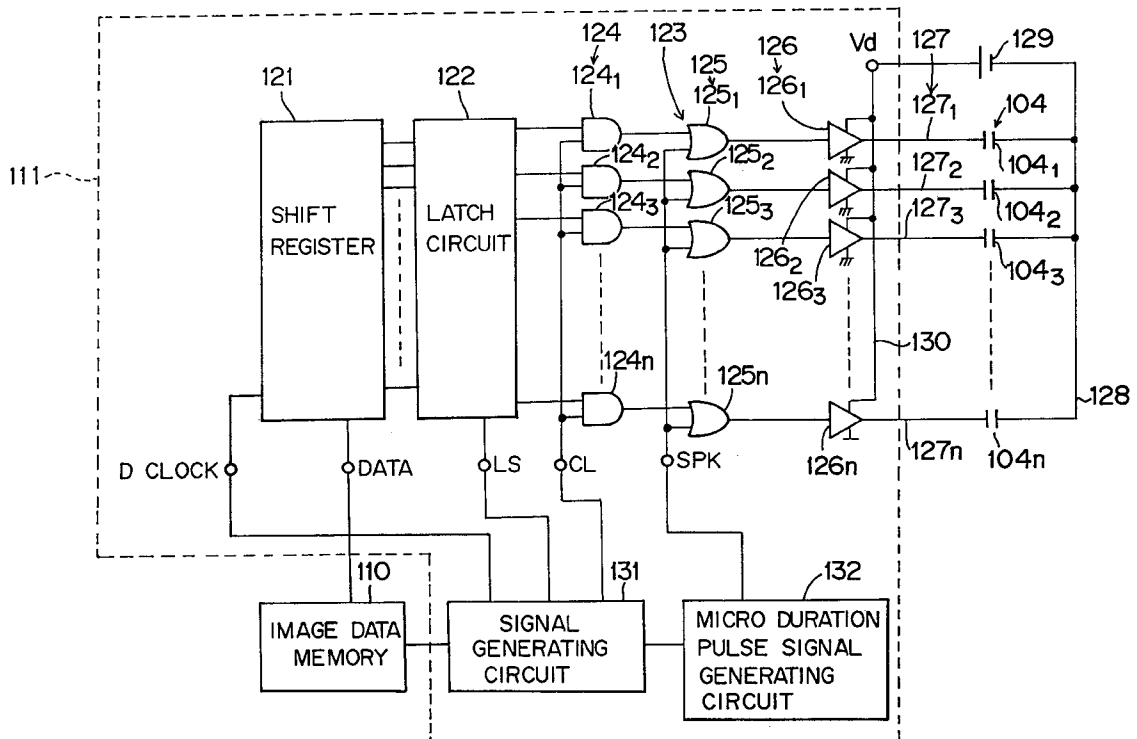 124
123
126
Vd
129
121
122
124₁
125
125₁
126₁
127
127₁
104
104₁
111
SHIFT
REGISTER
LATCH
CIRCUIT
124₂
125₂
127₂
104₂
124₃
125₃
126₂
127₃
104₃
126₃
130
124n
125n
128
126n
127n
104n
D CLOCK
DATA
LS
CL
SPK
110
131
132
IMAGE DATA
MEMORY
SIGNAL
GENERATING
CIRCUIT
MICRO DURATION
PULSE SIGNAL
GENERATING
CIRCUIT